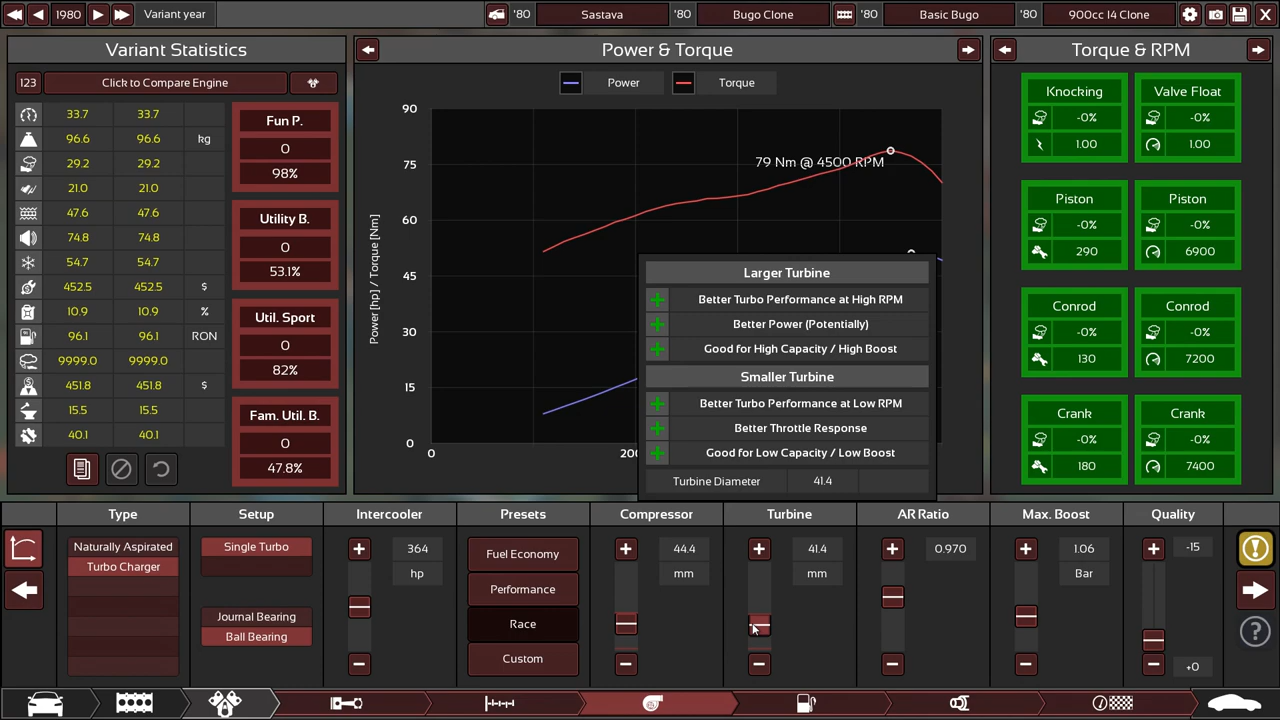 1980
Variant year
'80
Sastava
'80
Bugo Clone
'80
Basic Bugo
'80
900cc I4 Clone
Variant Statistics
123
Click to Compare Engine
33.7 33.7
96.6 96.6 kg
29.2 29.2
21.0 21.0
47.6 47.6
74.8 74.8
54.7 54.7
452.5 452.5 $
10.9 10.9 %
96.1 96.1 RON
9999.0 9999.0
451.8 451.8 $
15.5 15.5
40.1 40.1
Fun P.
0
98%
Utility B.
0
53.1%
Util. Sport
0
82%
Fam. Util. B.
0
47.8%
Power & Torque
Power
Torque
90
75
60
45
30
15
0
Power [hp] / Torque [Nm]
79 Nm @ 4500 RPM
0
200
Larger Turbine
Better Turbo Performance at High RPM
Better Power (Potentially)
Good for High Capacity / High Boost
Smaller Turbine
Better Turbo Performance at Low RPM
Better Throttle Response
Good for Low Capacity / Low Boost
Turbine Diameter 41.4
Torque & RPM
Knocking
-0%
1.00
Valve Float
-0%
1.00
Piston
-0%
290
Piston
-0%
6900
Conrod
-0%
130
Conrod
-0%
7200
Crank
-0%
180
Crank
-0%
7400
Type
Naturally Aspirated
Turbo Charger
Setup
Single Turbo
Journal Bearing
Ball Bearing
Intercooler
364
hp
Presets
Fuel Economy
Performance
Race
Custom
Compressor
44.4
mm
Turbine
41.4
mm
AR Ratio
0.970
Max. Boost
1.06
Bar
Quality
-15
+0